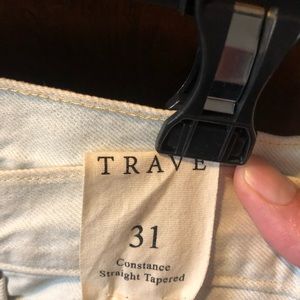 TRAVE
31
Constance
Straight Tapered